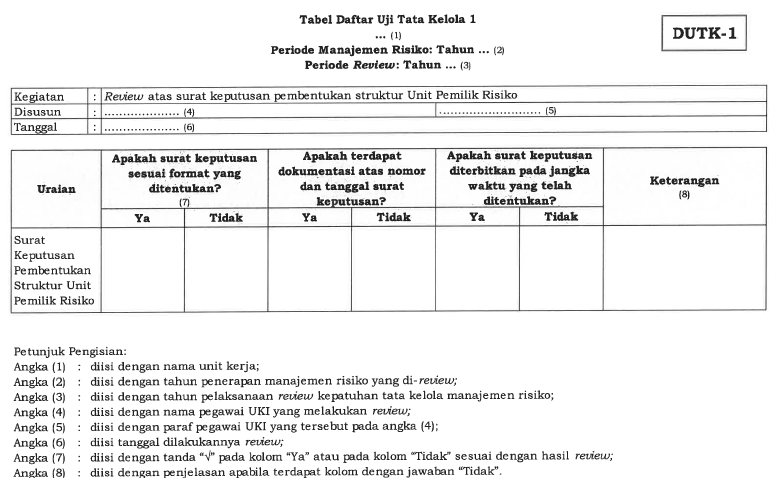 Tabel Daftar Uji Tata Kelola 1
... (1)
DUTK-1
Periode Manajemen Risiko: Tahun ... (2)
Periode Review: Tahun ... (3)
Kegiatan : Review atas surat keputusan pembentukan struktur Unit Pemilik Risiko
Disusun : .................... (4) ........................... (5)
Tanggal : .................... (6)
Uraian
Apakah surat keputusan
sesuai format yang
ditentukan?
(7)
Apakah terdapat
dokumentasi atas nomor
dan tanggal surat
keputusan?
Apakah surat keputusan
diterbitkan pada jangka
waktu yang telah
ditentukan?
Keterangan
(8)
Ya Tidak Ya Tidak Ya Tidak
Surat
Keputusan
Pembentukan
Struktur Unit
Pemilik Risiko
Petunjuk Pengisian:
Angka (1) : diisi dengan nama unit kerja;
Angka (2) : diisi dengan tahun penerapan manajemen risiko yang di-review;
Angka (3) : diisi dengan tahun pelaksanaan review kepatuhan tata kelola manajemen risiko;
Angka (4) : diisi dengan nama pegawai UKI yang melakukan review;
Angka (5) : diisi dengan paraf pegawai UKI yang tersebut pada angka (4);
Angka (6) : diisi tanggal dilakukannya review;
Angka (7) : diisi dengan tanda "√" pada kolom "Ya" atau pada kolom "Tidak" sesuai dengan hasil review;
Angka (8) : diisi dengan penjelasan apabila terdapat kolom dengan jawaban "Tidak".